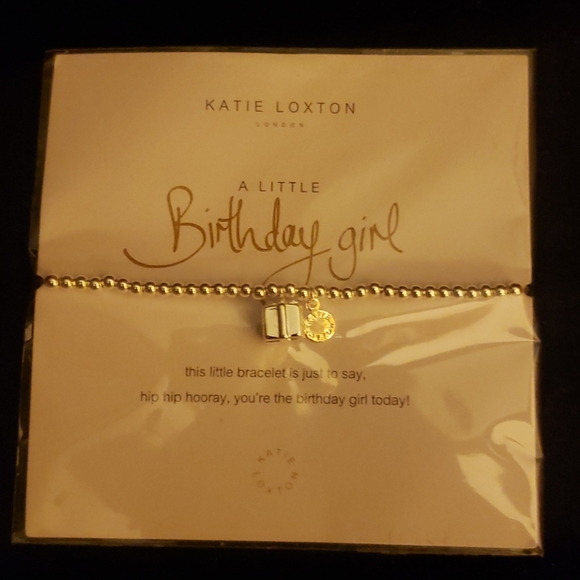 KATIE LOXTON
LONDON
A LITTLE
Birthday girl
this little bracelet is just to say,
hip hip hooray, you're the birthday girl today!
KATIE
LOXTON